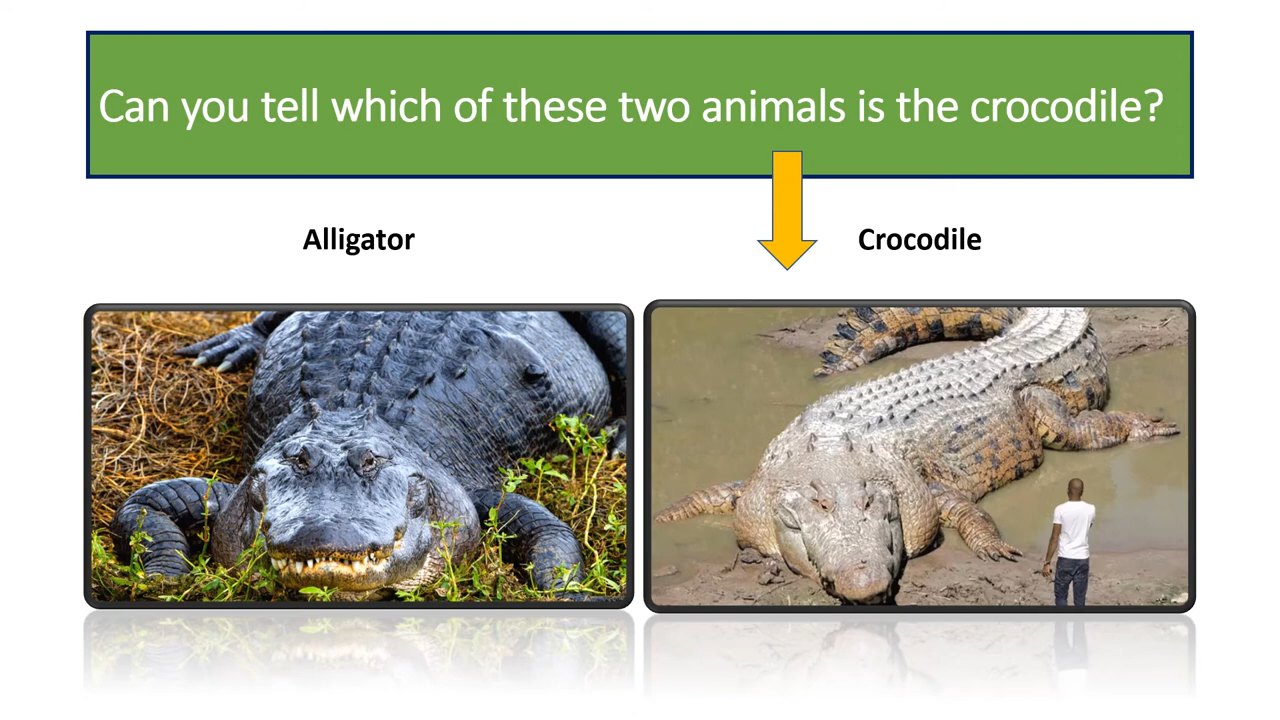 Can you tell which of these two animals is the crocodile?
Alligator
Crocodile